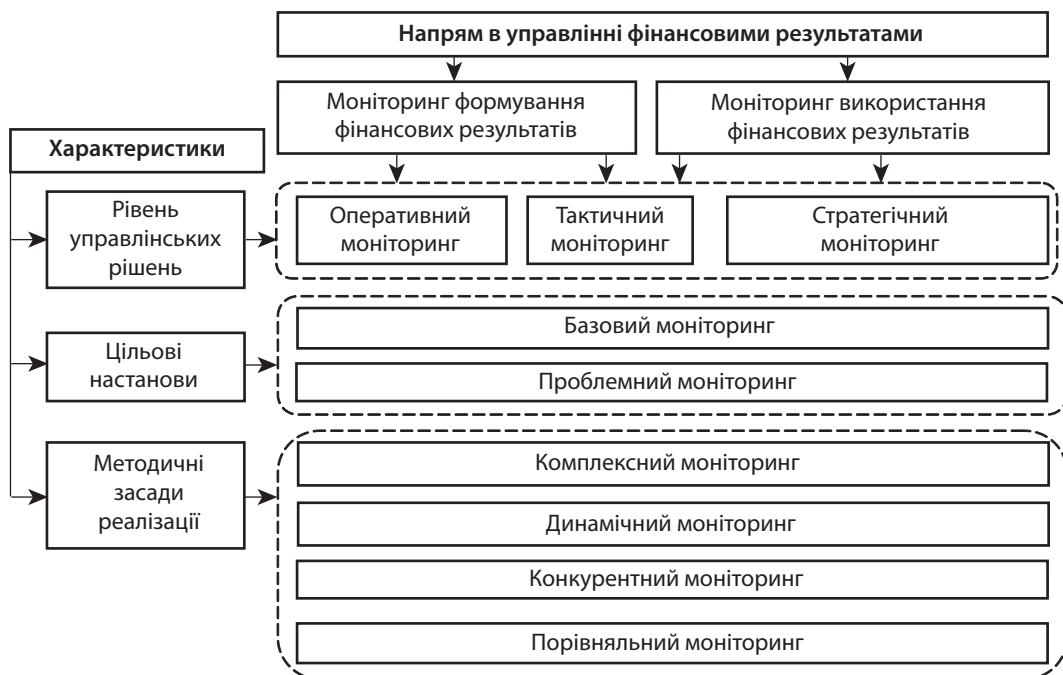 Напрям в управлінні фінансовими результатами
Моніторинг формування
фінансових результатів
Моніторинг використання
фінансових результатів
Характеристики
Рівень
управлінських
рішень
Оперативний
моніторинг
Тактичний
моніторинг
Стратегічний
моніторинг
Цільові
настанови
Базовий моніторинг
Проблемний моніторинг
Методичні
засади
реалізації
Комплексний моніторинг
Динамічний моніторинг
Конкурентний моніторинг
Порівняльний моніторинг